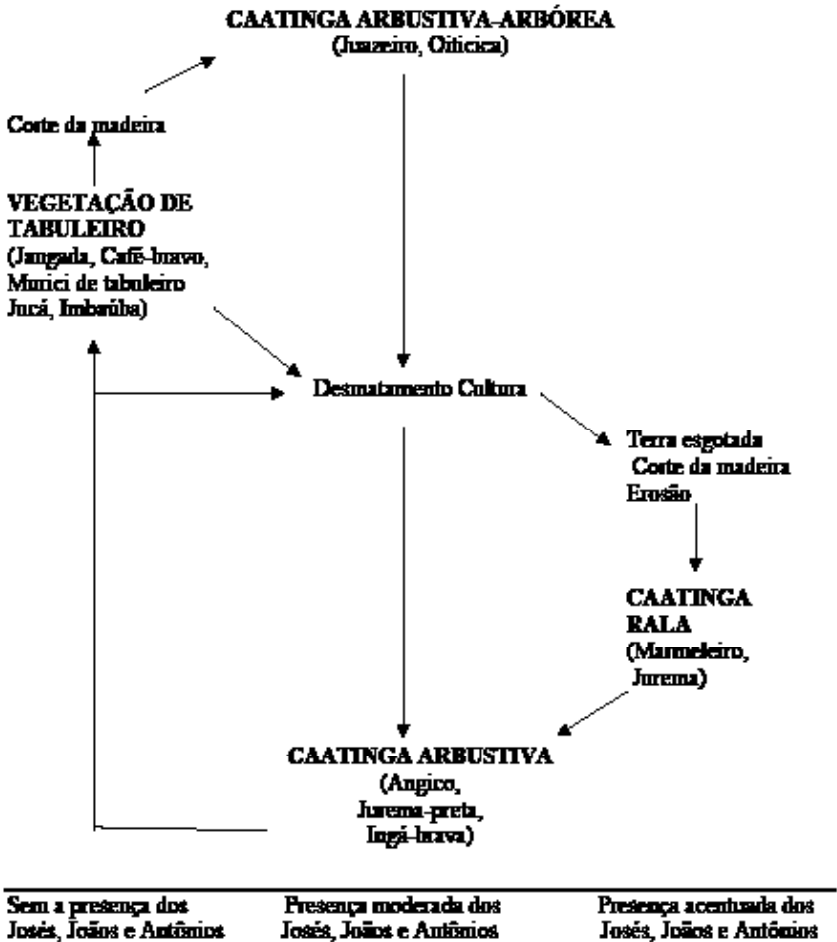 CAATINGA ARBUSTIVA-ARBÓREA
(Juazeiro, Oiticica)
Corte da madeira
VEGETAÇÃO DE
TABULEIRO
(Jangada, Café-bravo,
Murici de tabuleiro
Jucá, Imbaúba)
Desmatamento Cultura
Terra esgotada
Corte da madeira
Erosão
CAATINGA
RALA
(Marmeleiro,
Jurema)
CAATINGA ARBUSTIVA
(Angico,
Jurema-preta,
Ingá-brava)
Sem a presença dos
Josés, Joãos e Antônios
Presença moderada dos
Josés, Joãos e Antônios
Presença acentuada dos
Josés, Joãos e Antônios